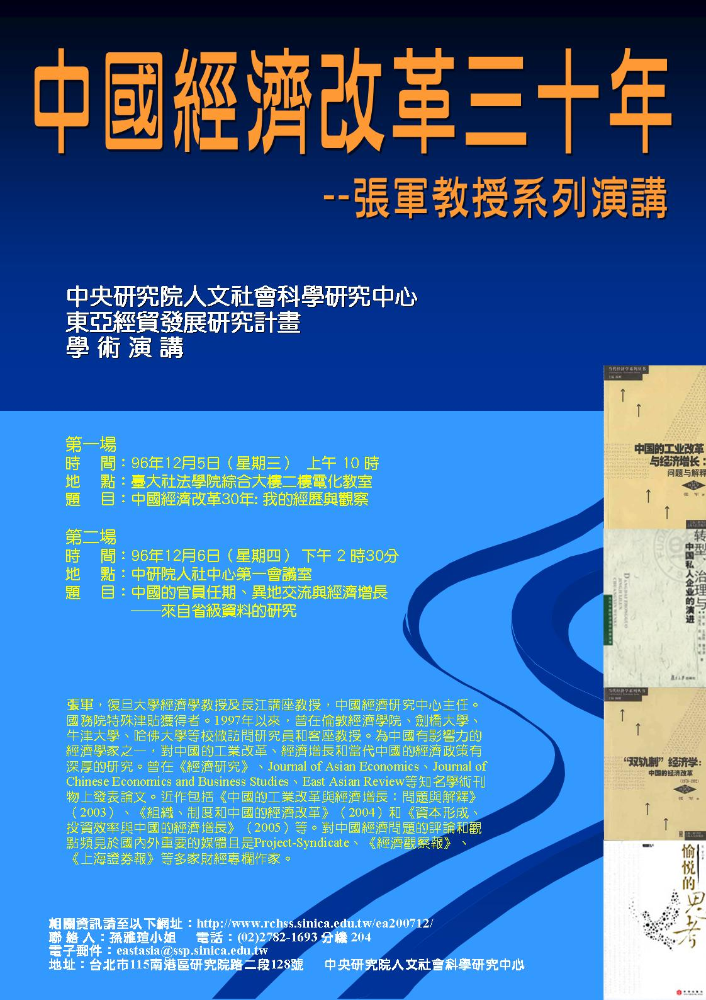 中國經濟改革三十年
--張軍教授系列演講
中央研究院人文社會科學研究中心
東亞經貿發展研究計畫
學 術 演 講
第一場
時　間：96年12月5日（星期三） 上午 10 時
地　點：臺大社法學院綜合大樓二樓電化教室
題　目：中國經濟改革30年: 我的經歷與觀察
第二場
時　間：96年12月6日（星期四） 下午 2 時30分
地　點：中研院人社中心第一會議室
題　目：中國的官員任期、異地交流與經濟增長
——來自省級資料的研究
張軍，復旦大學經濟學教授及長江講座教授，中國經濟研究中心主任。
國務院特殊津貼獲得者。1997年以來，曾在倫敦經濟學院、劍橋大學、
牛津大學、哈佛大學等校做訪問研究員和客座教授。為中國有影響力的
經濟學家之一，對中國的工業改革、經濟增長和當代中國的經濟政策有
深厚的研究。曾在《經濟研究》、Journal of Asian Economics、Journal of
Chinese Economics and Business Studies、East Asian Review等知名學術刊
物上發表論文。近作包括《中國的工業改革與經濟增長：問題與解釋》
（2003）、《組織、制度和中國的經濟改革》（2004）和《資本形成、
投資效率與中國的經濟增長》（2005）等。對中國經濟問題的評論和觀
點頻見於國內外重要的媒體且是Project-Syndicate、《經濟觀察報》、
《上海證券報》等多家財經專欄作家。
相關資訊請至以下網址：http://www.rchss.sinica.edu.tw/ea200712/
聯 絡 人：孫雅瑄小姐　電話：(02)2782-1693 分機 204
電子郵件：eastasia@ssp.sinica.edu.tw
地址：台北市115南港區研究院路二段128號　中央研究院人文社會科學研究中心
当代经济学系列丛书
中国的工业改革
与经济增长：
问题与解释
张 军
转型、治理与
中国私人企业的演进
当代经济学系列丛书
“双轨制”经济学：
中国的经济改革
(1978-1992)
张 军
愉悦的
思考